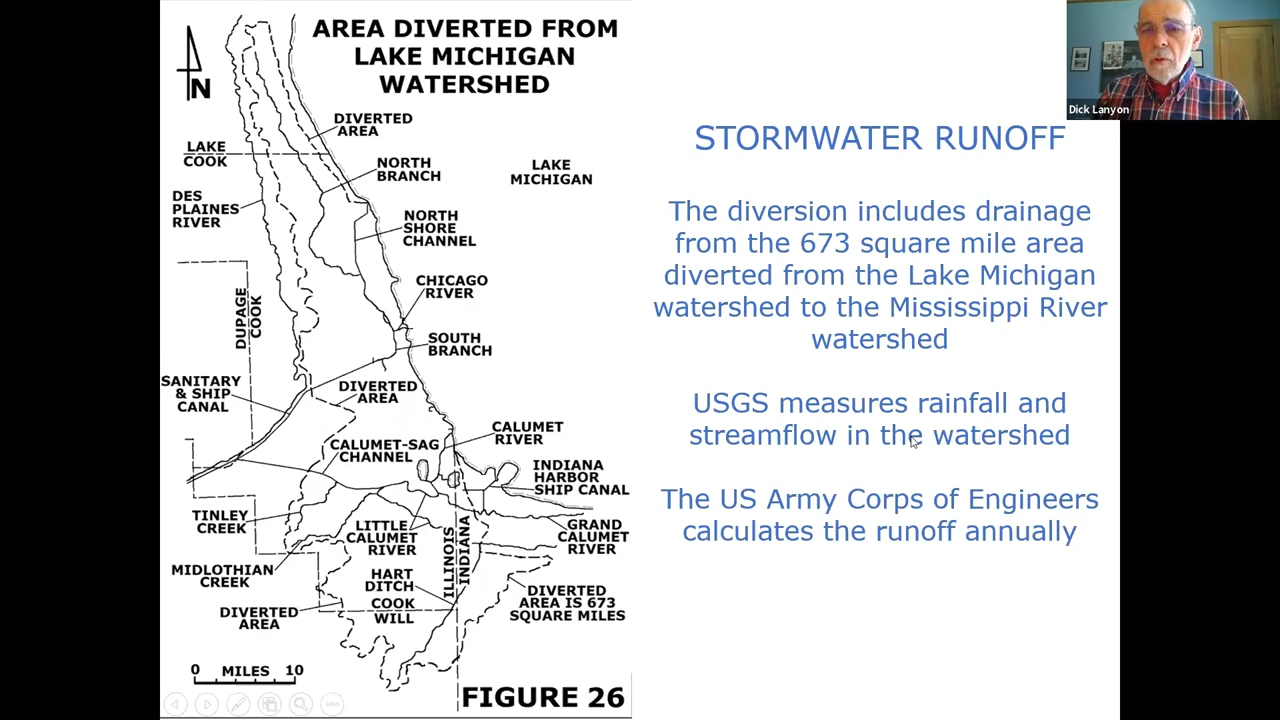 AREA DIVERTED FROM
LAKE MICHIGAN
WATERSHED
N
DIVERTED
AREA
LAKE
COOK
NORTH
BRANCH
LAKE
MICHIGAN
DES
PLAINES
RIVER
NORTH
SHORE
CHANNEL
CHICAGO
RIVER
DUPAGE
COOK
SOUTH
BRANCH
SANITARY
& SHIP
CANAL
DIVERTED
AREA
CALUMET
RIVER
CALUMET-SAG
CHANNEL
INDIANA
HARBOR
SHIP CANAL
TINLEY
CREEK
LITTLE
CALUMET
RIVER
ILLINOIS
INDIANA
GRAND
CALUMET
RIVER
MIDLOTHIAN
CREEK
HART
DITCH
DIVERTED
AREA
COOK
WILL
DIVERTED
AREA IS 673
SQUARE MILES
0 MILES 10
FIGURE 26
Dick Lanyon
STORMWATER RUNOFF
The diversion includes drainage
from the 673 square mile area
diverted from the Lake Michigan
watershed to the Mississippi River
watershed
USGS measures rainfall and
streamflow in the watershed
The US Army Corps of Engineers
calculates the runoff annually